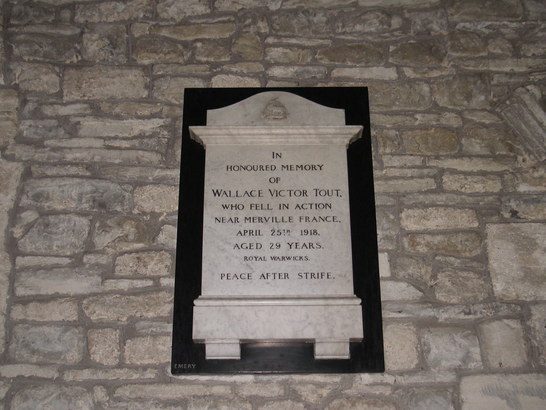 In
HONOURED MEMORY
OF
WALLACE VICTOR TOUT,
WHO FELL IN ACTION
NEAR MERVILLE FRANCE,
APRIL 25TH 1918.
AGED 29 YEARS.
ROYAL WARWICKS.
PEACE AFTER STRIFE.
EMERY